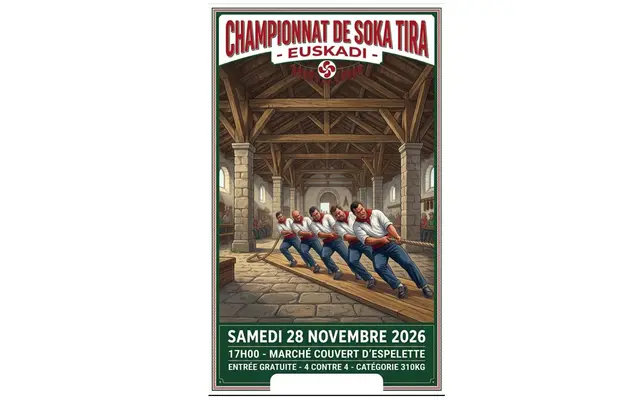 CHAMPIONNAT DE SOKA TIRA
- EUSKADI -
SAMEDI 28 NOVEMBRE 2026
17H00 - MARCHÉ COUVERT D'ESPELETTE
ENTRÉE GRATUITE - 4 CONTRE 4 - CATÉGORIE 310KG